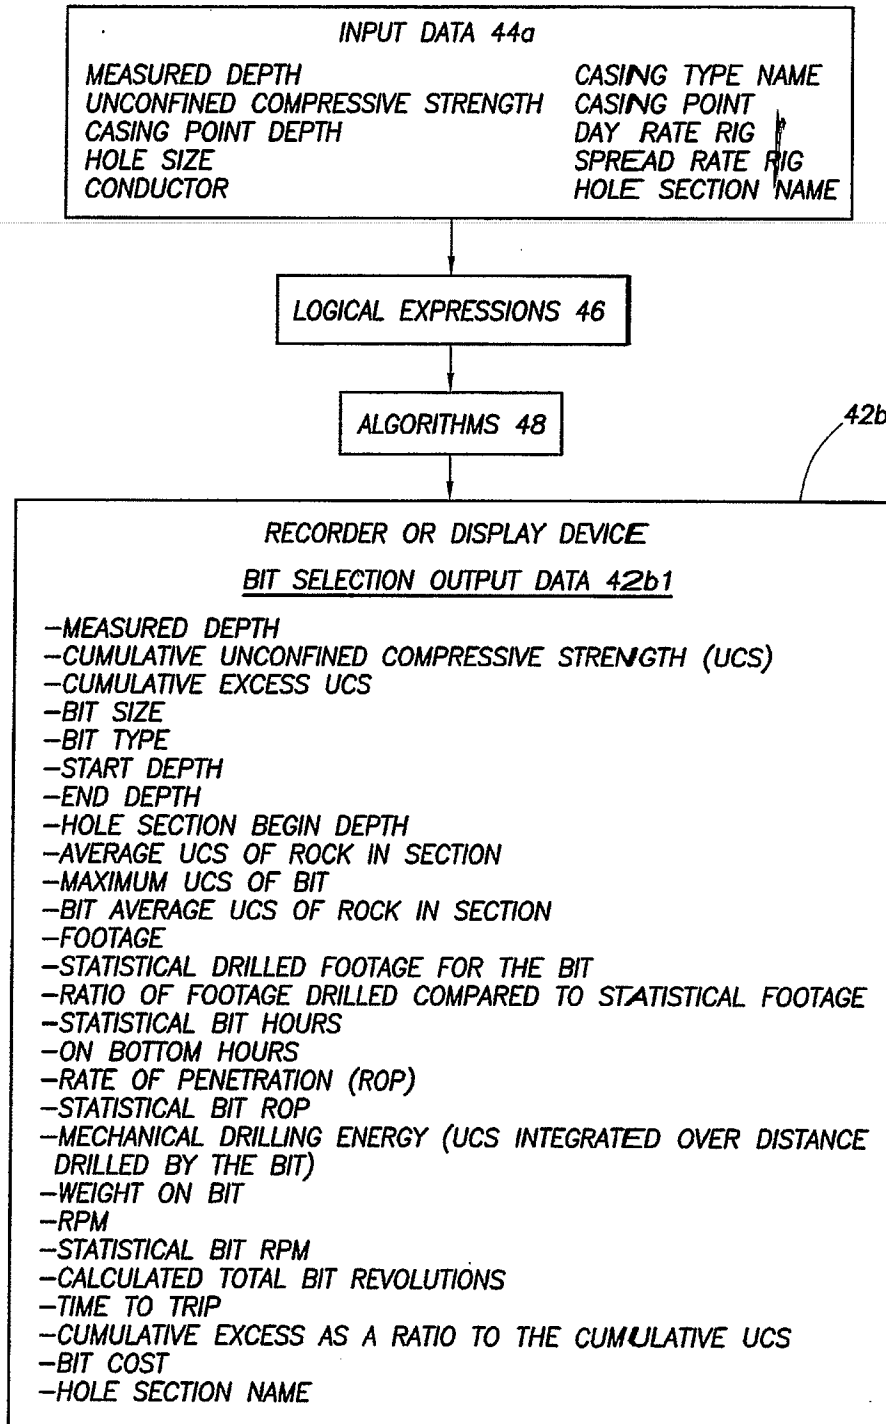 INPUT DATA 44a
MEASURED DEPTH
UNCONFINED COMPRESSIVE STRENGTH
CASING POINT DEPTH
HOLE SIZE
CONDUCTOR
CASING TYPE NAME
CASING POINT
DAY RATE RIG
SPREAD RATE RIG
HOLE SECTION NAME
LOGICAL EXPRESSIONS 46
ALGORITHMS 48
42b
RECORDER OR DISPLAY DEVICE
BIT SELECTION OUTPUT DATA 42b1
-MEASURED DEPTH
-CUMULATIVE UNCONFINED COMPRESSIVE STRENGTH (UCS)
-CUMULATIVE EXCESS UCS
-BIT SIZE
-BIT TYPE
-START DEPTH
-END DEPTH
-HOLE SECTION BEGIN DEPTH
-AVERAGE UCS OF ROCK IN SECTION
-MAXIMUM UCS OF BIT
-BIT AVERAGE UCS OF ROCK IN SECTION
-FOOTAGE
-STATISTICAL DRILLED FOOTAGE FOR THE BIT
-RATIO OF FOOTAGE DRILLED COMPARED TO STATISTICAL FOOTAGE
-STATISTICAL BIT HOURS
-ON BOTTOM HOURS
-RATE OF PENETRATION (ROP)
-STATISTICAL BIT ROP
-MECHANICAL DRILLING ENERGY (UCS INTEGRATED OVER DISTANCE
DRILLED BY THE BIT)
-WEIGHT ON BIT
-RPM
-STATISTICAL BIT RPM
-CALCULATED TOTAL BIT REVOLUTIONS
-TIME TO TRIP
-CUMULATIVE EXCESS AS A RATIO TO THE CUMULATIVE UCS
-BIT COST
-HOLE SECTION NAME